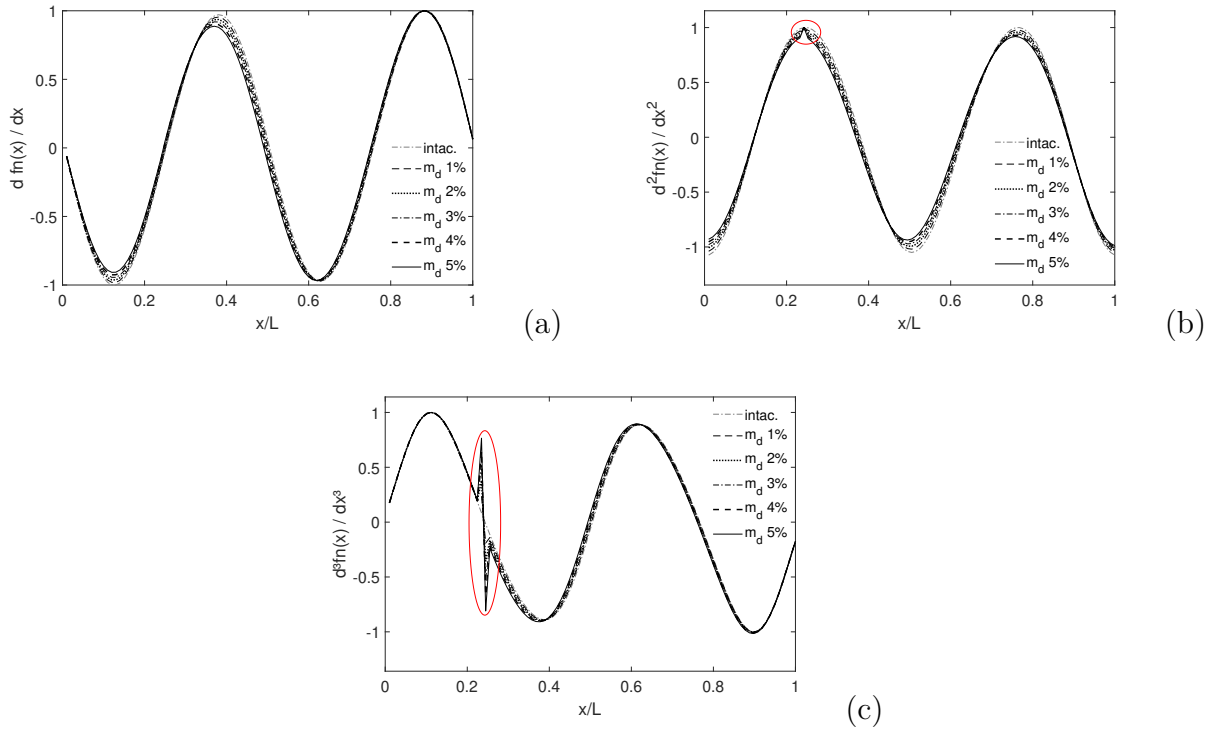 d fn(x) / dx
1
0.5
0
-0.5
-1
intac.
m_d 1%
m_d 2%
m_d 3%
m_d 4%
m_d 5%
0 0.2 0.4 0.6 0.8 1
x/L
(a)
d²fn(x) / dx²
1
0.5
0
-0.5
-1
intac.
m_d 1%
m_d 2%
m_d 3%
m_d 4%
m_d 5%
0 0.2 0.4 0.6 0.8 1
x/L
(b)
d³fn(x) / dx³
1
0.5
0
-0.5
-1
intac.
m_d 1%
m_d 2%
m_d 3%
m_d 4%
m_d 5%
0 0.2 0.4 0.6 0.8 1
x/L
(c)